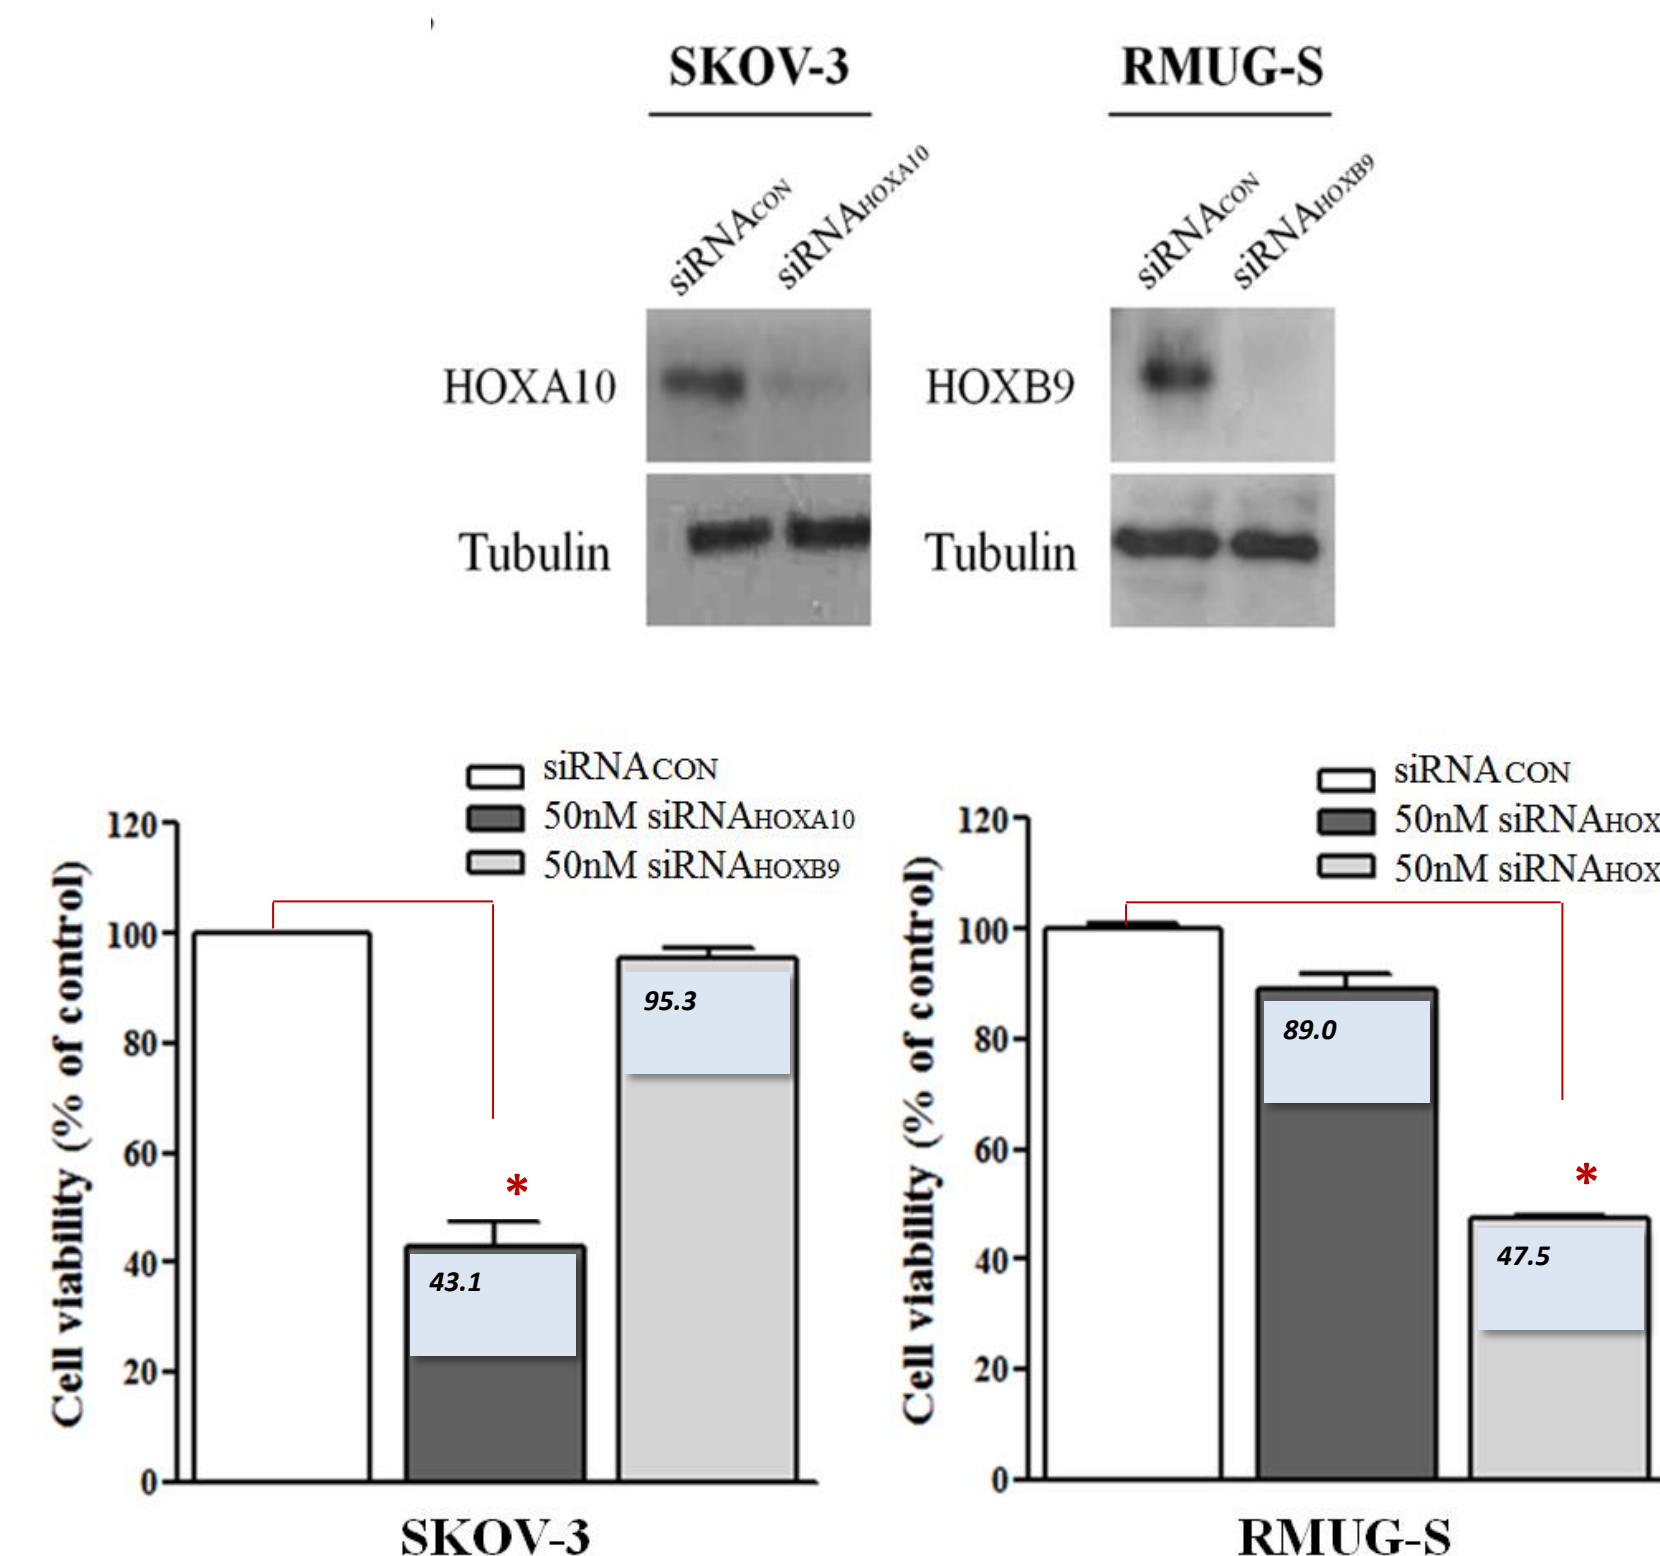 SKOV-3
RMUG-S
siRNACON
siRNAHOXA10
siRNACON
siRNAHOXB9
HOXA10
HOXB9
Tubulin
Tubulin
siRNACON
50nM siRNAHOXA10
50nM siRNAHOXB9
Cell viability (% of control)
120
100
80
60
40
20
0
*
43.1
95.3
SKOV-3
siRNACON
50nM siRNAHOX
50nM siRNAHOX
Cell viability (% of control)
120
100
80
60
40
20
0
89.0
*
47.5
RMUG-S